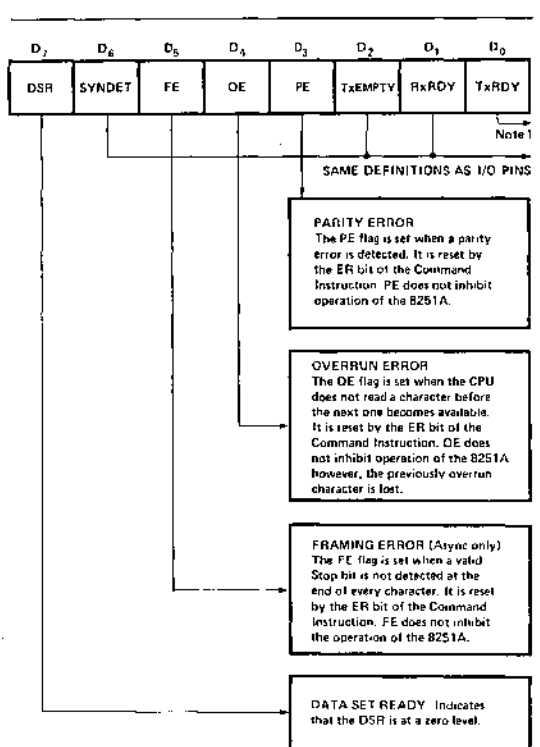 D7 D6 D5 D4 D3 D2 D1 D0
DSR SYNDET FE OE PE TxEMPTY RxRDY TxRDY
Note 1
SAME DEFINITIONS AS I/O PINS
PARITY ERROR
The PE flag is set when a parity
error is detected. It is reset by
the ER bit of the Command
Instruction. PE does not inhibit
operation of the 8251A.
OVERRUN ERROR
The OE flag is set when the CPU
does not read a character before
the next one becomes available.
It is reset by the ER bit of the
Command Instruction. OE does
not inhibit operation of the 8251A
however, the previously overrun
character is lost.
FRAMING ERROR (Async only)
The FE flag is set when a valid
Stop bit is not detected at the
end of every character. It is reset
by the ER bit of the Command
Instruction. FE does not inhibit
the operation of the 8251A.
DATA SET READY Indicates
that the DSR is at a zero level.